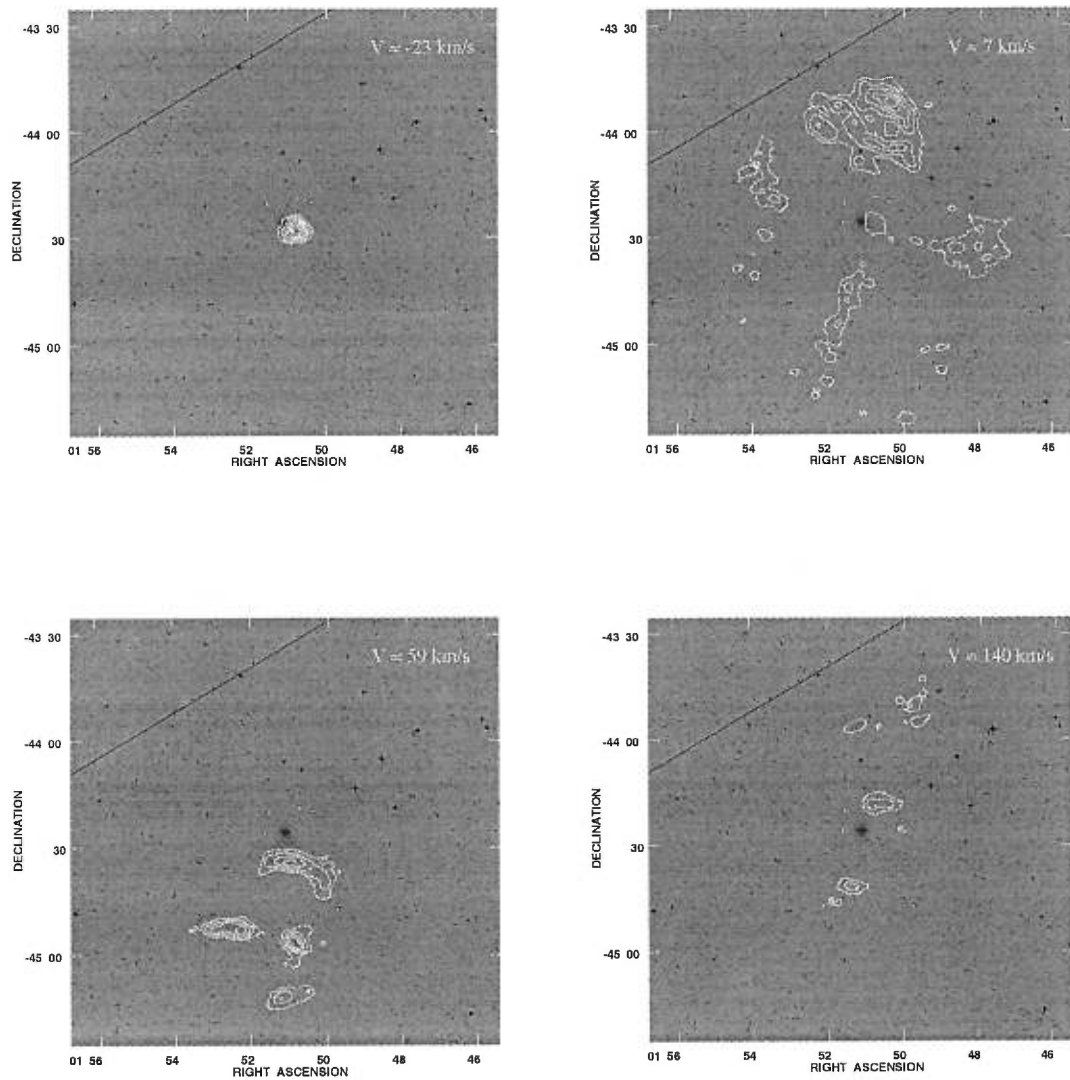 V = -23 km/s
-43 30
-44 00
30
-45 00
DECLINATION
01 56 54 52 50 48 46
RIGHT ASCENSION
V = 7 km/s
-43 30
-44 00
30
-45 00
DECLINATION
01 56 54 52 50 48 46
RIGHT ASCENSION
V = 59 km/s
-43 30
-44 00
30
-45 00
DECLINATION
01 56 54 52 50 48 46
RIGHT ASCENSION
V = 140 km/s
-43 30
-44 00
30
-45 00
DECLINATION
01 56 54 52 50 48 46
RIGHT ASCENSION